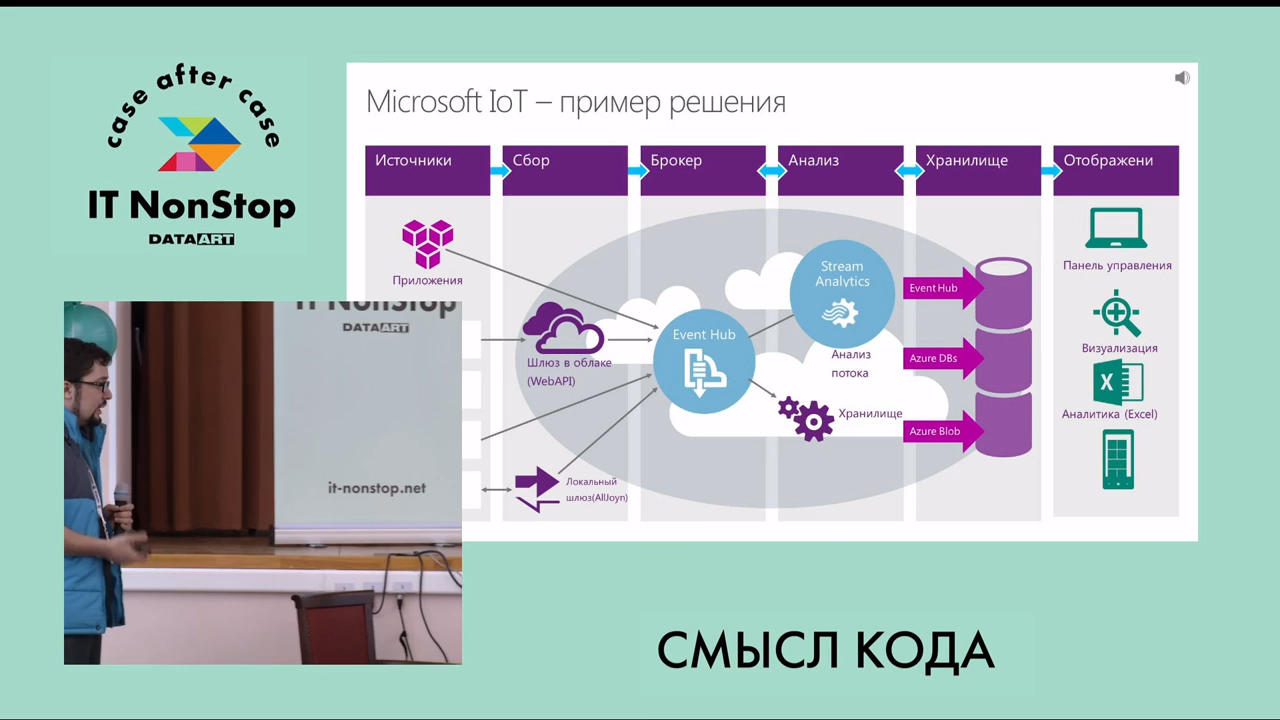 case after case
IT NonStop
DATAART
Microsoft IoT – пример решения
Источники
Сбор
Брокер
Анализ
Хранилище
Отображени
Приложения
Шлюз в облаке
(WebAPI)
Локальный
шлюз(AllJoyn)
Event Hub
Stream
Analytics
Анализ
потока
Хранилище
Event Hub
Azure DBs
Azure Blob
Панель управления
Визуализация
X
Аналитика (Excel)
IT NonStop
DATAART
it-nonstop.net
СМЫСЛ КОДА